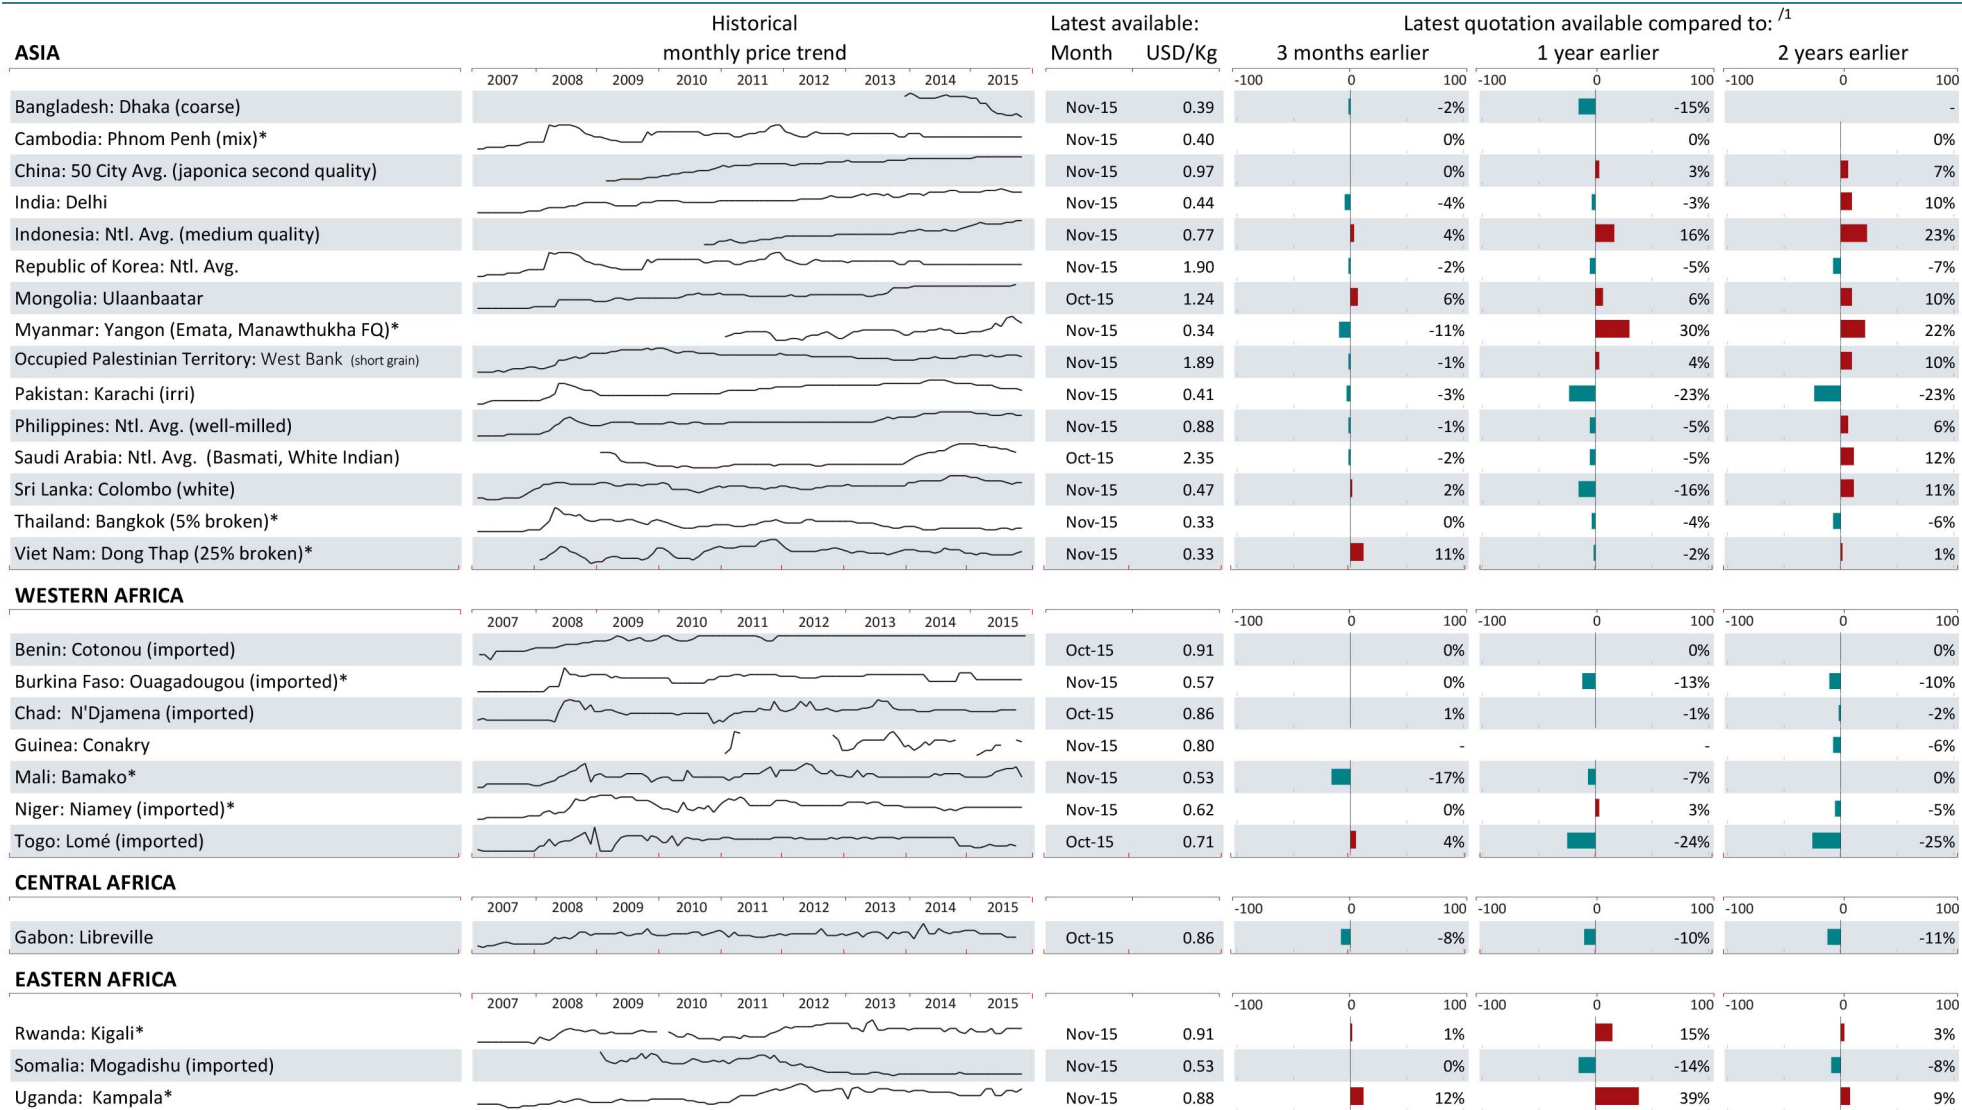 Historical Latest available: Latest quotation available compared to: /1
ASIA monthly price trend Month USD/Kg 3 months earlier 1 year earlier 2 years earlier
2007 2008 2009 2010 2011 2012 2013 2014 2015 -100 0 100 -100 0 100 -100 0 100
Bangladesh: Dhaka (coarse) Nov-15 0.39 -2% -15% -
Cambodia: Phnom Penh (mix)* Nov-15 0.40 0% 0% 0%
China: 50 City Avg. (japonica second quality) Nov-15 0.97 0% 3% 7%
India: Delhi Nov-15 0.44 -4% -3% 10%
Indonesia: Ntl. Avg. (medium quality) Nov-15 0.77 4% 16% 23%
Republic of Korea: Ntl. Avg. Nov-15 1.90 -2% -5% -7%
Mongolia: Ulaanbaatar Oct-15 1.24 6% 6% 10%
Myanmar: Yangon (Emata, Manawthukha FQ)* Nov-15 0.34 -11% 30% 22%
Occupied Palestinian Territory: West Bank (short grain) Nov-15 1.89 -1% 4% 10%
Pakistan: Karachi (irri) Nov-15 0.41 -3% -23% -23%
Philippines: Ntl. Avg. (well-milled) Nov-15 0.88 -1% -5% 6%
Saudi Arabia: Ntl. Avg. (Basmati, White Indian) Oct-15 2.35 -2% -5% 12%
Sri Lanka: Colombo (white) Nov-15 0.47 2% -16% 11%
Thailand: Bangkok (5% broken)* Nov-15 0.33 0% -4% -6%
Viet Nam: Dong Thap (25% broken)* Nov-15 0.33 11% -2% 1%
WESTERN AFRICA
2007 2008 2009 2010 2011 2012 2013 2014 2015 -100 0 100 -100 0 100 -100 0 100
Benin: Cotonou (imported) Oct-15 0.91 0% 0% 0%
Burkina Faso: Ouagadougou (imported)* Nov-15 0.57 0% -13% -10%
Chad: N'Djamena (imported) Oct-15 0.86 1% -1% -2%
Guinea: Conakry Nov-15 0.80 - - -6%
Mali: Bamako* Nov-15 0.53 -17% -7% 0%
Niger: Niamey (imported)* Nov-15 0.62 0% 3% -5%
Togo: Lomé (imported) Oct-15 0.71 4% -24% -25%
CENTRAL AFRICA
2007 2008 2009 2010 2011 2012 2013 2014 2015 -100 0 100 -100 0 100 -100 0 100
Gabon: Libreville Oct-15 0.86 -8% -10% -11%
EASTERN AFRICA
2007 2008 2009 2010 2011 2012 2013 2014 2015 -100 0 100 -100 0 100 -100 0 100
Rwanda: Kigali* Nov-15 0.91 1% 15% 3%
Somalia: Mogadishu (imported) Nov-15 0.53 0% -14% -8%
Uganda: Kampala* Nov-15 0.88 12% 39% 9%